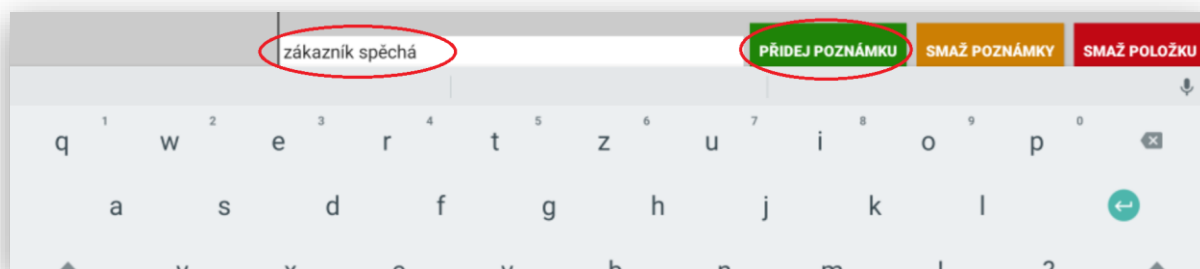 zákazník spěchá
PŘIDEJ POZNÁMKU
SMAŽ POZNÁMKY
SMAŽ POLOŽKU
1 2 3 4 5 6 7 8 9 0
q w e r t z u i o p
a s d f g h j k l